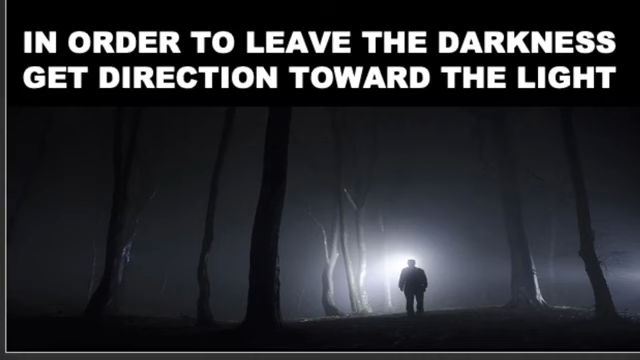 IN ORDER TO LEAVE THE DARKNESS
GET DIRECTION TOWARD THE LIGHT